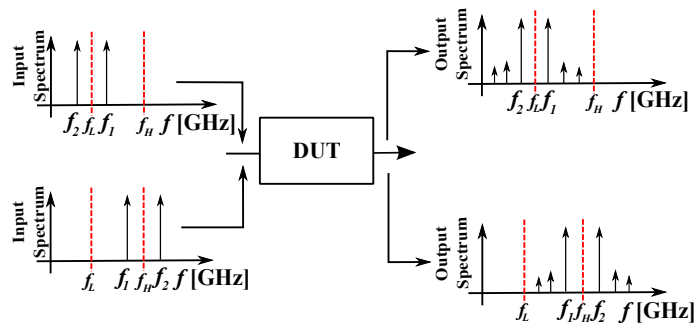 Input
Spectrum
f2 fL f1 fH f [GHz]
Output
Spectrum
f2 fL f1 fH f [GHz]
DUT
Input
Spectrum
fL f1 fH f2 f [GHz]
Output
Spectrum
fL f1 fH f2 f [GHz]